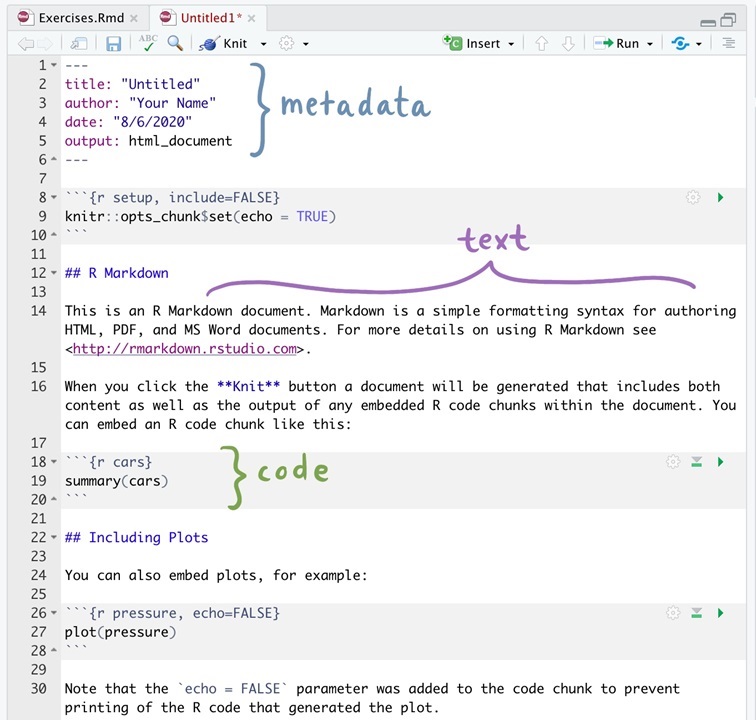 Exercises.Rmd Untitled1*
ABC Knit Insert Run
1 ---
2 title: "Untitled"
3 author: "Your Name"
metadata
4 date: "8/6/2020"
5 output: html_document
6 ---
7
8 ```{r setup, include=FALSE}
9 knitr::opts_chunk$set(echo = TRUE)
10 ```
text
11
12 ## R Markdown
13
14 This is an R Markdown document. Markdown is a simple formatting syntax for authoring
HTML, PDF, and MS Word documents. For more details on using R Markdown see
<http://rmarkdown.rstudio.com>.
15
16 When you click the **Knit** button a document will be generated that includes both
content as well as the output of any embedded R code chunks within the document. You
can embed an R code chunk like this:
17
18 ```{r cars}
code
19 summary(cars)
20 ```
21
22 ## Including Plots
23
24 You can also embed plots, for example:
25
26 ```{r pressure, echo=FALSE}
27 plot(pressure)
28 ```
29
30 Note that the `echo = FALSE` parameter was added to the code chunk to prevent
printing of the R code that generated the plot.